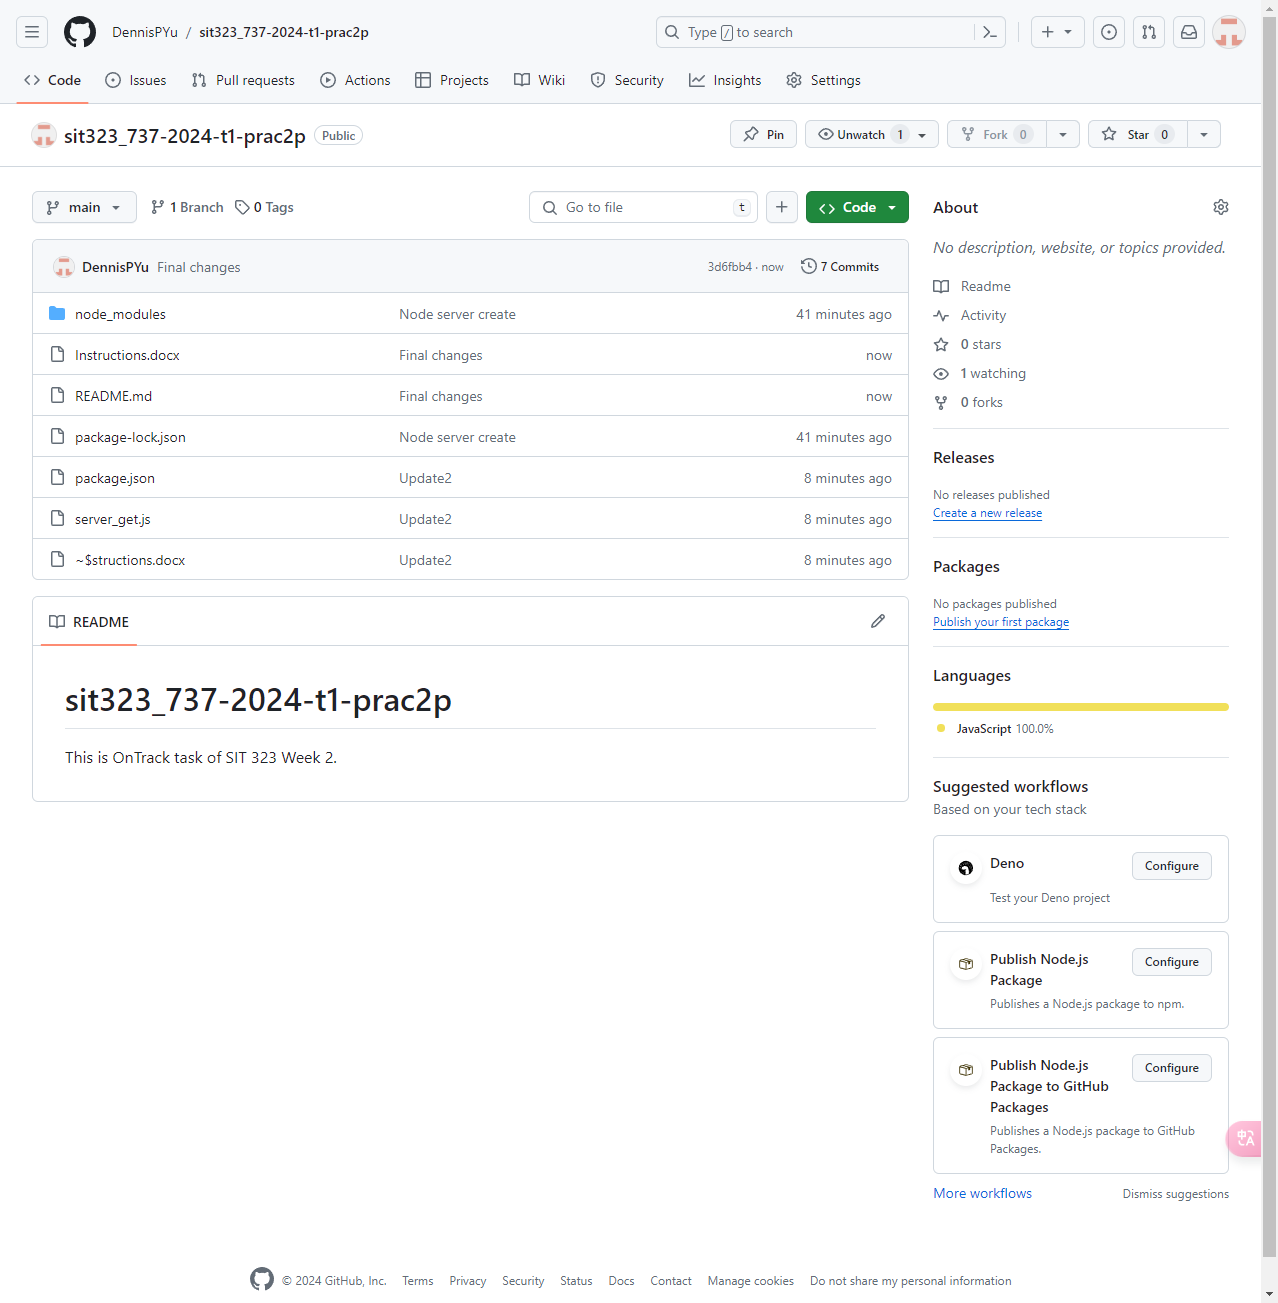 DennisPYu / sit323_737-2024-t1-prac2p
Type / to search
Code Issues Pull requests Actions Projects Wiki Security Insights Settings
sit323_737-2024-t1-prac2p Public
Pin Unwatch 1 Fork 0 Star 0
main 1 Branch 0 Tags
Go to file t
Code
DennisPYu Final changes 3d6fbb4 · now 7 Commits
node_modules Node server create 41 minutes ago
Instructions.docx Final changes now
README.md Final changes now
package-lock.json Node server create 41 minutes ago
package.json Update2 8 minutes ago
server_get.js Update2 8 minutes ago
~$structions.docx Update2 8 minutes ago
README
sit323_737-2024-t1-prac2p
This is OnTrack task of SIT 323 Week 2.
About
No description, website, or topics provided.
Readme
Activity
0 stars
1 watching
0 forks
Releases
No releases published
Create a new release
Packages
No packages published
Publish your first package
Languages
JavaScript 100.0%
Suggested workflows
Based on your tech stack
Deno
Configure
Test your Deno project
Publish Node.js
Package
Configure
Publishes a Node.js package to npm.
Publish Node.js
Package to GitHub
Packages
Configure
Publishes a Node.js package to GitHub
Packages.
中A
More workflows Dismiss suggestions
© 2024 GitHub, Inc. Terms Privacy Security Status Docs Contact Manage cookies Do not share my personal information